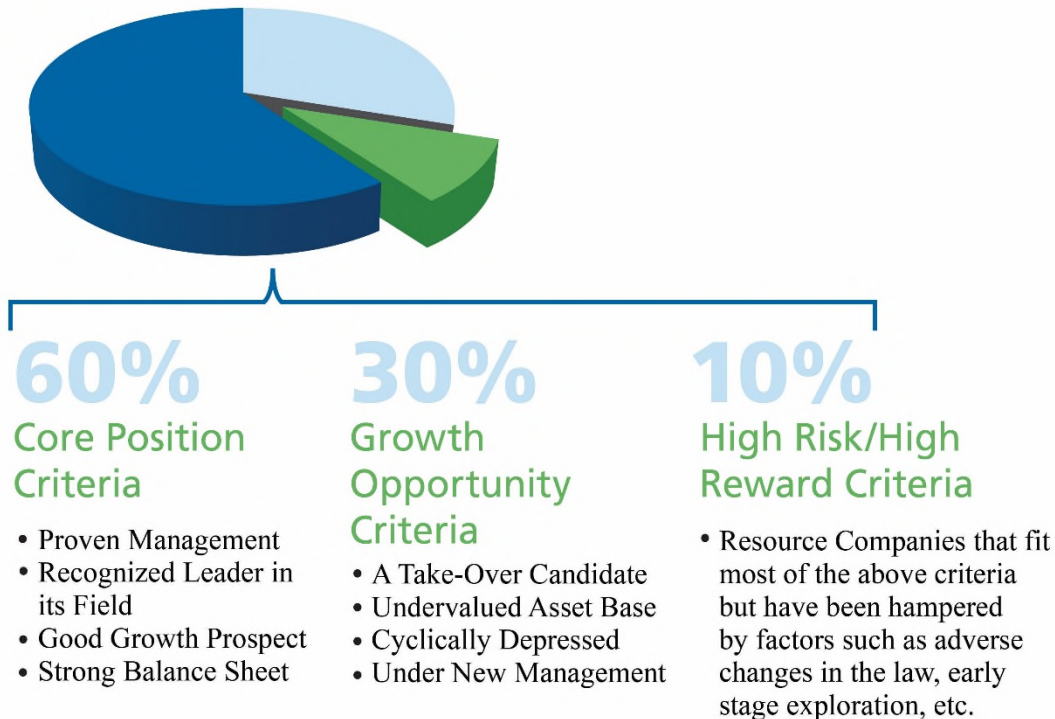 60%
Core Position
Criteria
• Proven Management
• Recognized Leader in
its Field
• Good Growth Prospect
• Strong Balance Sheet
30%
Growth
Opportunity
Criteria
• A Take-Over Candidate
• Undervalued Asset Base
• Cyclically Depressed
• Under New Management
10%
High Risk/High
Reward Criteria
• Resource Companies that fit
most of the above criteria
but have been hampered
by factors such as adverse
changes in the law, early
stage exploration, etc.